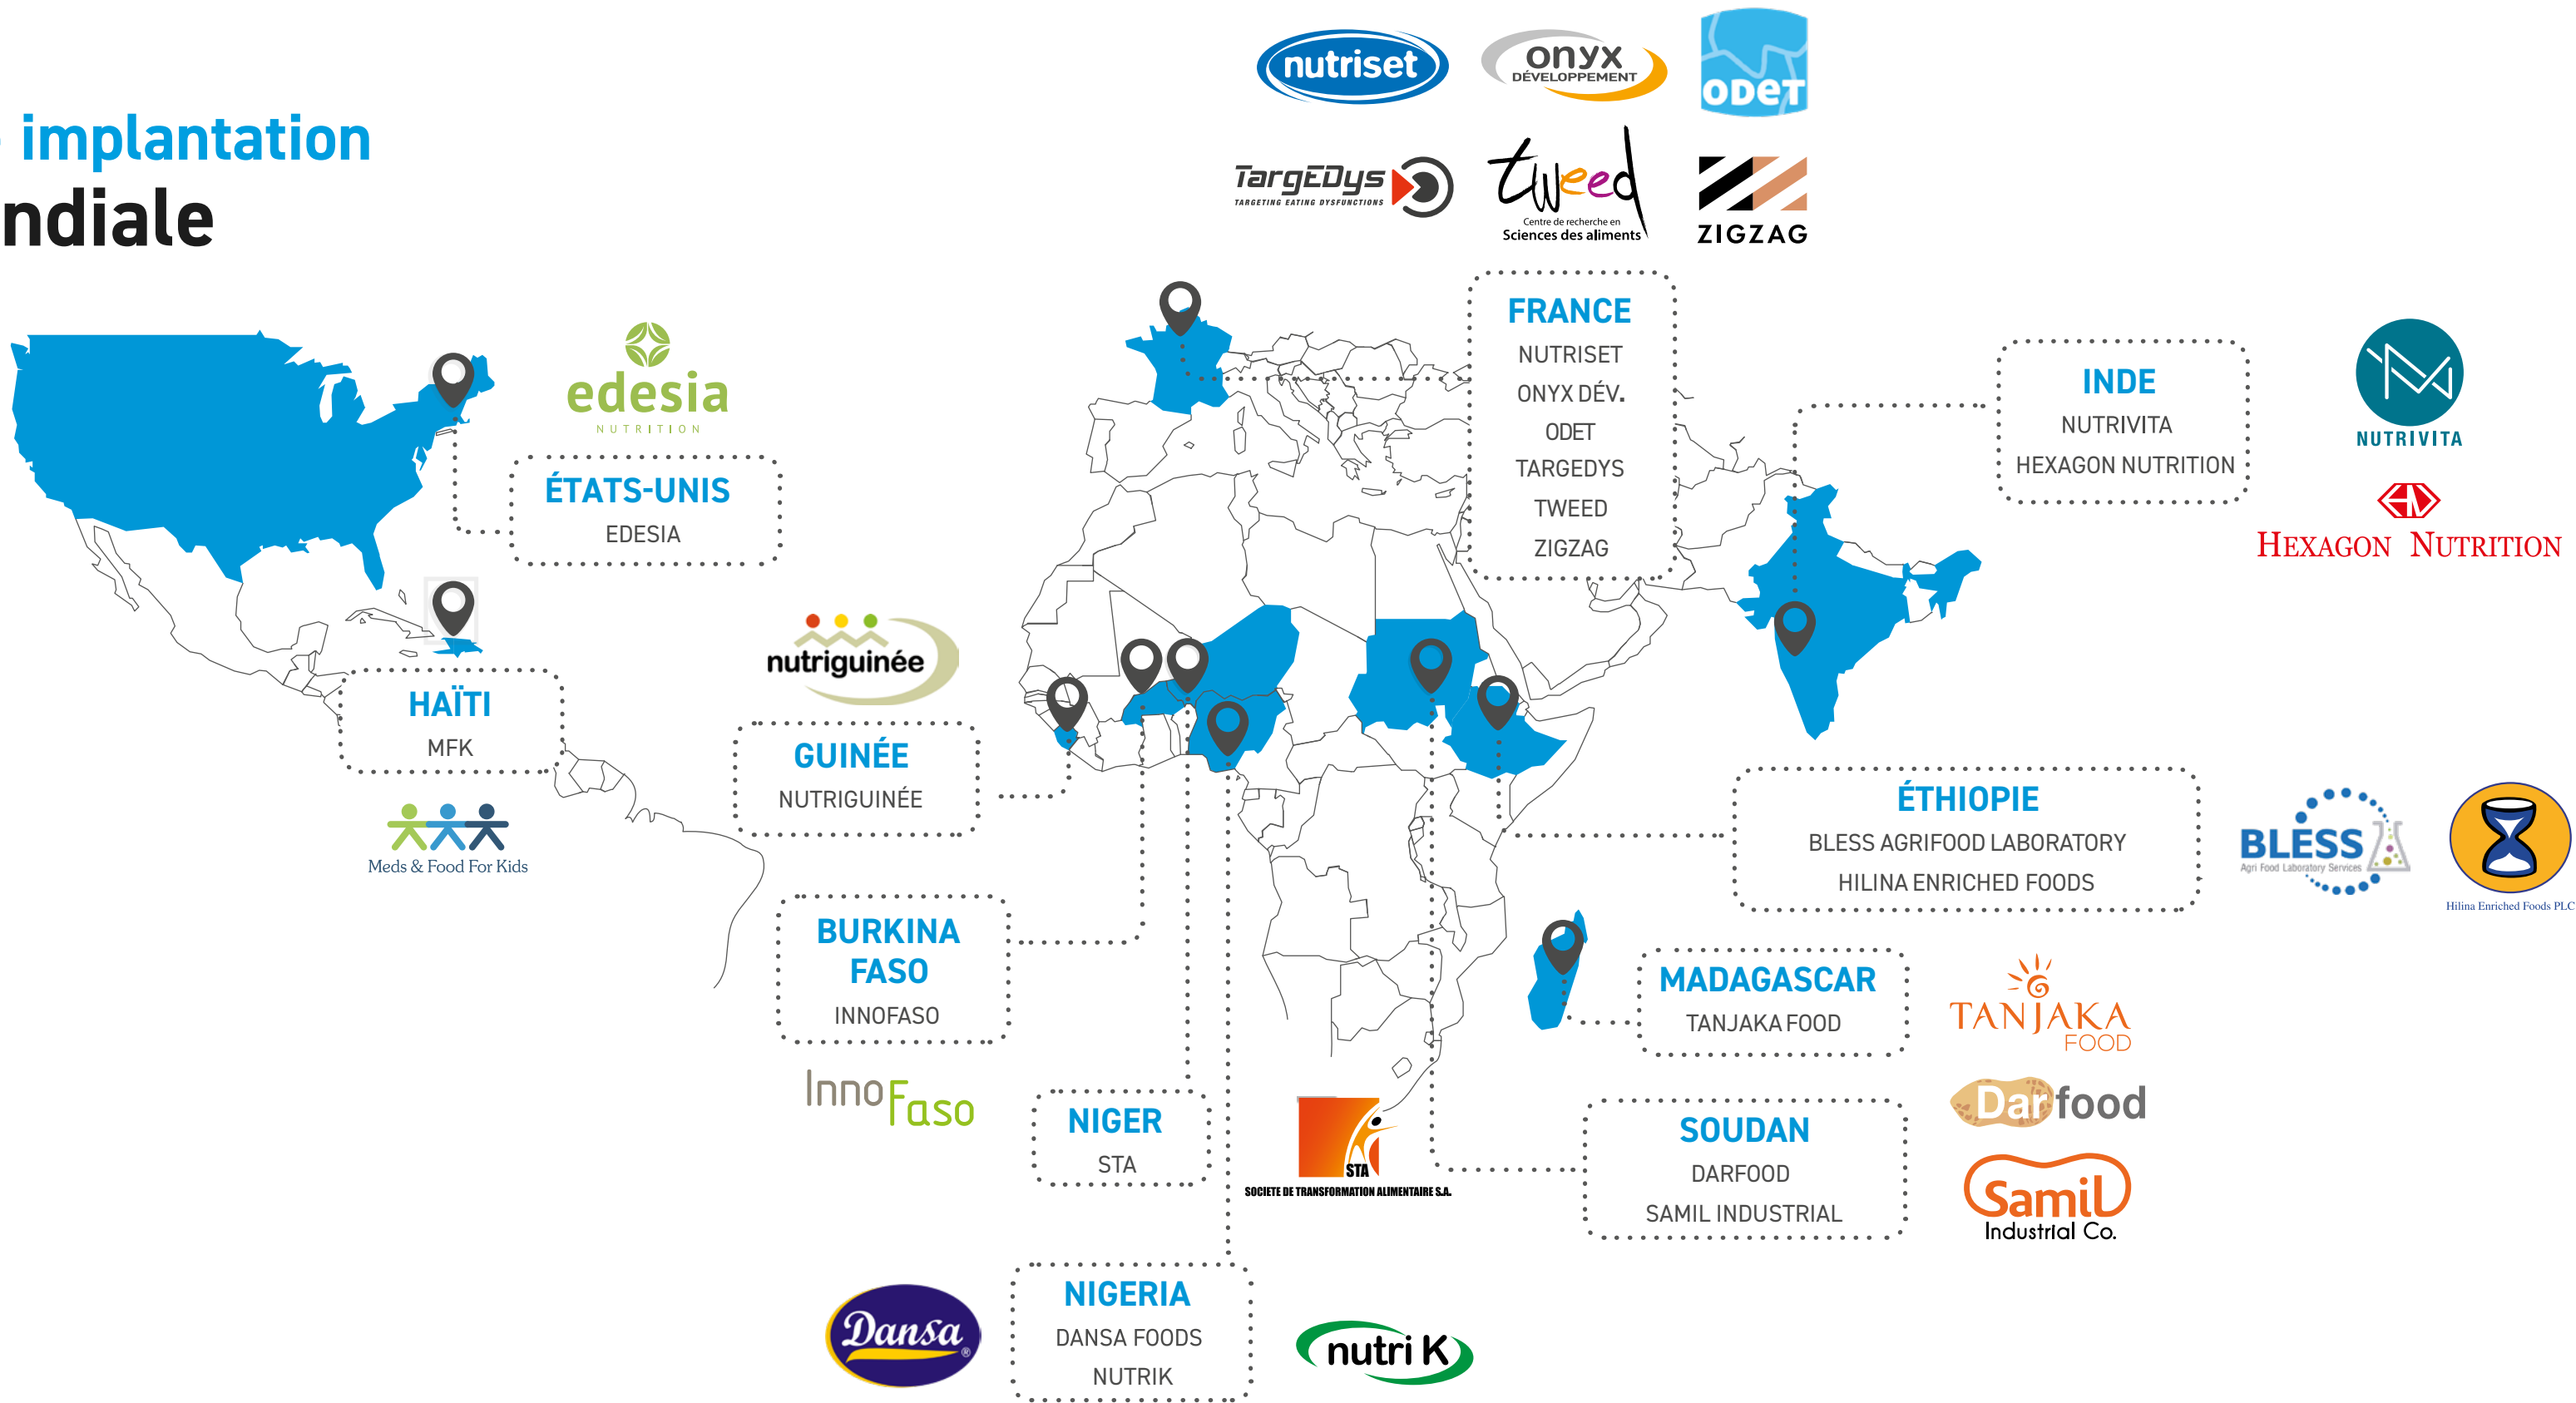 implantation
ndiale
nutriset
onyx
DÉVELOPPEMENT
ODET
TargEDys
TARGETING EATING DYSFUNCTIONS
tweed
Centre de recherche en
Sciences des aliments
ZIGZAG
FRANCE
NUTRISET
ONYX DÉV.
ODET
TARGEDYS
TWEED
ZIGZAG
edesia
NUTRITION
ÉTATS-UNIS
EDESIA
INDE
NUTRIVITA
HEXAGON NUTRITION
NUTRIVITA
HEXAGON NUTRITION
HAÏTI
MFK
Meds & Food For Kids
nutriguinée
GUINÉE
NUTRIGUINÉE
ÉTHIOPIE
BLESS AGRIFOOD LABORATORY
HILINA ENRICHED FOODS
BLESS
Agri Food Laboratory Services
Hilina Enriched Foods PLC
BURKINA
FASO
INNOFASO
InnoFaso
MADAGASCAR
TANJAKA FOOD
TANJAKA
FOOD
NIGER
STA
STA
SOCIETE DE TRANSFORMATION ALIMENTAIRE S.A.
SOUDAN
DARFOOD
SAMIL INDUSTRIAL
Darfood
Samil
Industrial Co.
Dansa
®
NIGERIA
DANSA FOODS
NUTRIK
nutri K